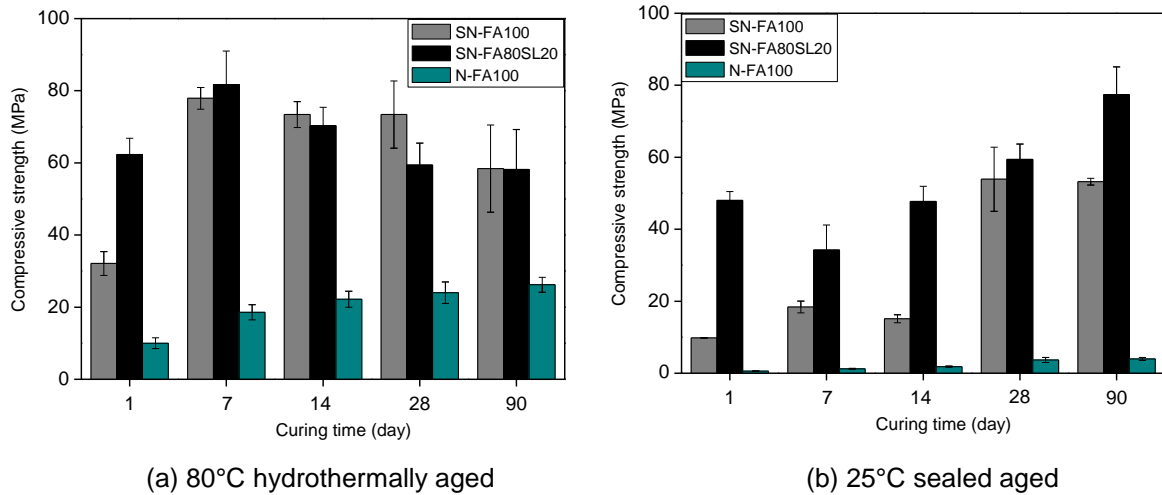 100
80
60
40
20
0
Compressive strength (MPa)
SN-FA100
SN-FA80SL20
N-FA100
1 7 14 28 90
Curing time (day)
(a) 80°C hydrothermally aged
100
80
60
40
20
0
Compressive strength (MPa)
SN-FA100
SN-FA80SL20
N-FA100
1 7 14 28 90
Curing time (day)
(b) 25°C sealed aged